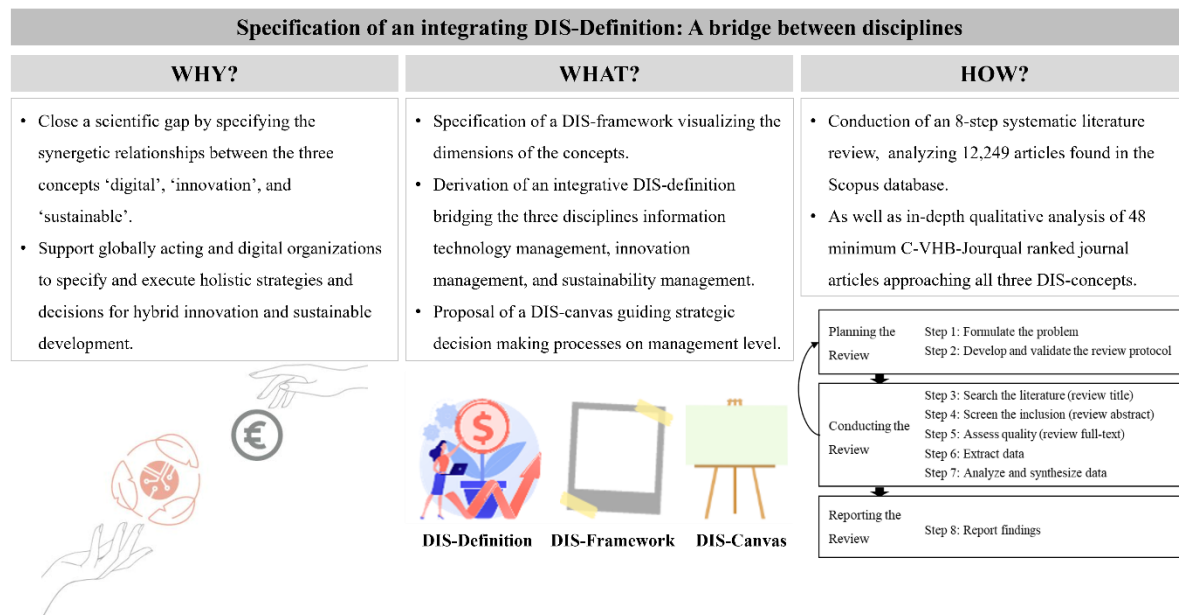 Specification of an integrating DIS-Definition: A bridge between disciplines
WHY?
• Close a scientific gap by specifying the
synergetic relationships between the three
concepts ‘digital’, ‘innovation’, and
‘sustainable’.
• Support globally acting and digital organizations
to specify and execute holistic strategies and
decisions for hybrid innovation and sustainable
development.
€
WHAT?
• Specification of a DIS-framework visualizing the
dimensions of the concepts.
• Derivation of an integrative DIS-definition
bridging the three disciplines information
technology management, innovation
management, and sustainability management.
• Proposal of a DIS-canvas guiding strategic
decision making processes on management level.
$
DIS-Definition
DIS-Framework
DIS-Canvas
HOW?
• Conduction of an 8-step systematic literature
review, analyzing 12,249 articles found in the
Scopus database.
• As well as in-depth qualitative analysis of 48
minimum C-VHB-Jourqual ranked journal
articles approaching all three DIS-concepts.
Planning the
Review
Step 1: Formulate the problem
Step 2: Develop and validate the review protocol
Conducting the
Review
Step 3: Search the literature (review title)
Step 4: Screen the inclusion (review abstract)
Step 5: Assess quality (review full-text)
Step 6: Extract data
Step 7: Analyze and synthesize data
Reporting the
Review
Step 8: Report findings